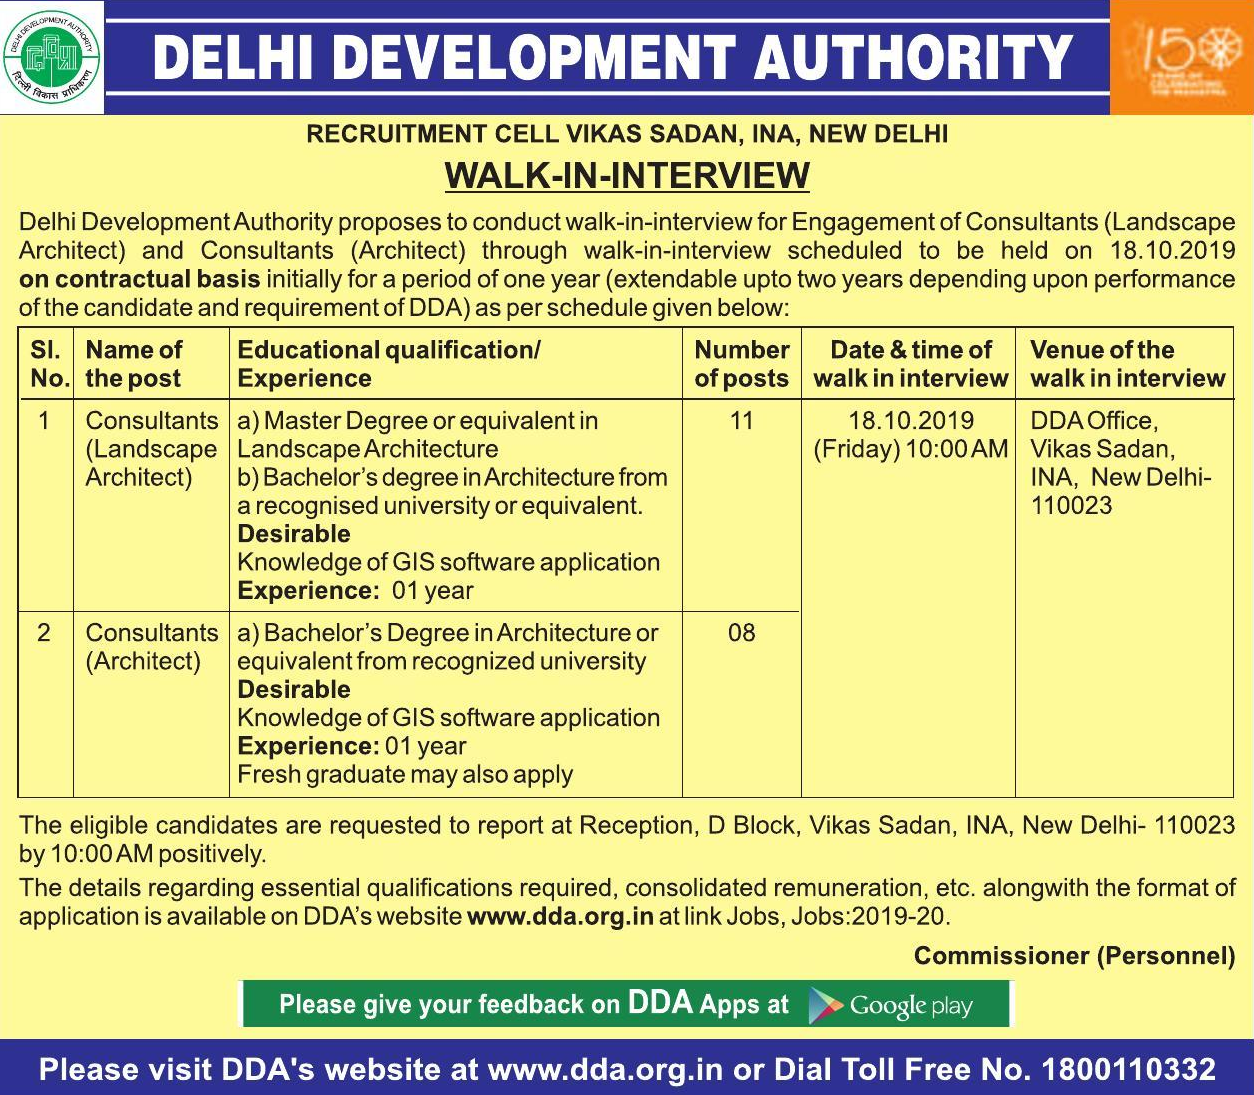 DELHI DEVELOPMENT AUTHORITY
दिल्ली विकास प्राधिकरण
DELHI DEVELOPMENT AUTHORITY
150
YEARS OF
CELEBRATING
THE MAHATMA
RECRUITMENT CELL VIKAS SADAN, INA, NEW DELHI
WALK-IN-INTERVIEW
Delhi Development Authority proposes to conduct walk-in-interview for Engagement of Consultants (Landscape
Architect) and Consultants (Architect) through walk-in-interview scheduled to be held on 18.10.2019
on contractual basis initially for a period of one year (extendable upto two years depending upon performance
of the candidate and requirement of DDA) as per schedule given below:
Sl.
No.
Name of
the post
Educational qualification/
Experience
Number
of posts
Date & time of
walk in interview
Venue of the
walk in interview
1
Consultants
(Landscape
Architect)
a) Master Degree or equivalent in
Landscape Architecture
b) Bachelor's degree in Architecture from
a recognised university or equivalent.
Desirable
Knowledge of GIS software application
Experience: 01 year
11
18.10.2019
(Friday) 10:00 AM
DDA Office,
Vikas Sadan,
INA, New Delhi-
110023
2
Consultants
(Architect)
a) Bachelor's Degree in Architecture or
equivalent from recognized university
Desirable
Knowledge of GIS software application
Experience: 01 year
Fresh graduate may also apply
08
The eligible candidates are requested to report at Reception, D Block, Vikas Sadan, INA, New Delhi- 110023
by 10:00 AM positively.
The details regarding essential qualifications required, consolidated remuneration, etc. alongwith the format of
application is available on DDA's website www.dda.org.in at link Jobs, Jobs:2019-20.
Commissioner (Personnel)
Please give your feedback on DDA Apps at Google play
Please visit DDA's website at www.dda.org.in or Dial Toll Free No. 1800110332